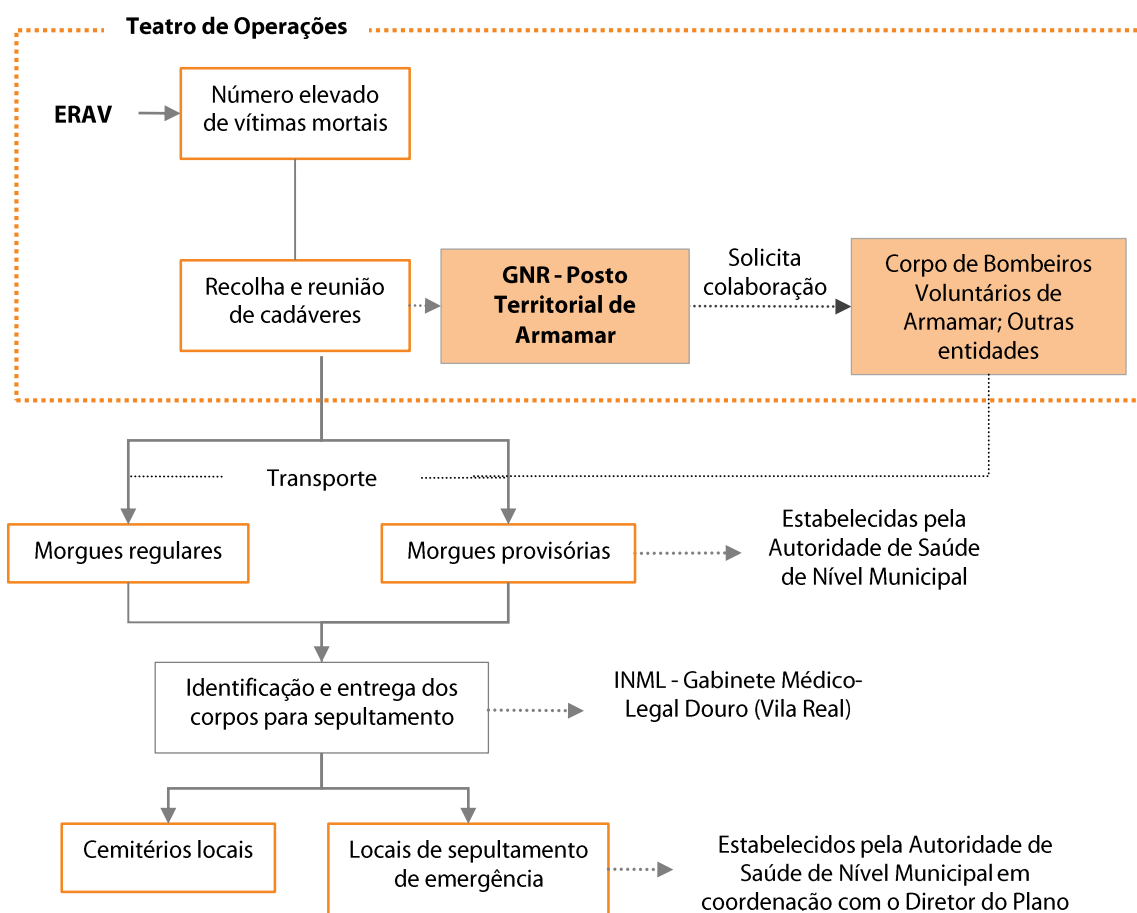 Teatro de Operações
ERAV
Número elevado
de vítimas mortais
Recolha e reunião
de cadáveres
GNR - Posto
Territorial de
Armamar
Solicita
colaboração
Corpo de Bombeiros
Voluntários de
Armamar; Outras
entidades
Transporte
Morgues regulares
Morgues provisórias
Estabelecidas pela
Autoridade de Saúde
de Nível Municipal
Identificação e entrega dos
corpos para sepultamento
INML - Gabinete Médico-
Legal Douro (Vila Real)
Cemitérios locais
Locais de sepultamento
de emergência
Estabelecidos pela Autoridade de
Saúde de Nível Municipal em
coordenação com o Diretor do Plano